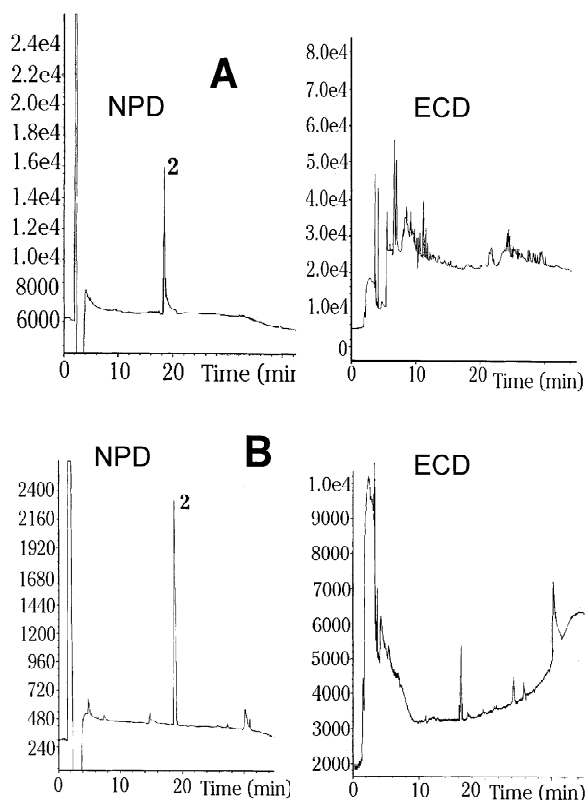 A
NPD
2.4e4
2.2e4
2.0e4
1.8e4
1.6e4
1.4e4
1.2e4
1.0e4
8000
6000
2
0 10 20 Time (min
ECD
8.0e4
7.0e4
6.0e4
5.0e4
4.0e4
3.0e4
2.0e4
1.0e4
0
0 10 20 Time (min)
B
NPD
2400
2160
1920
1680
1440
1200
960
720
480
240
2
0 10 20 Time (min)
ECD
1.0e4
9000
8000
7000
6000
5000
4000
3000
2000
0 10 20 Time (min)